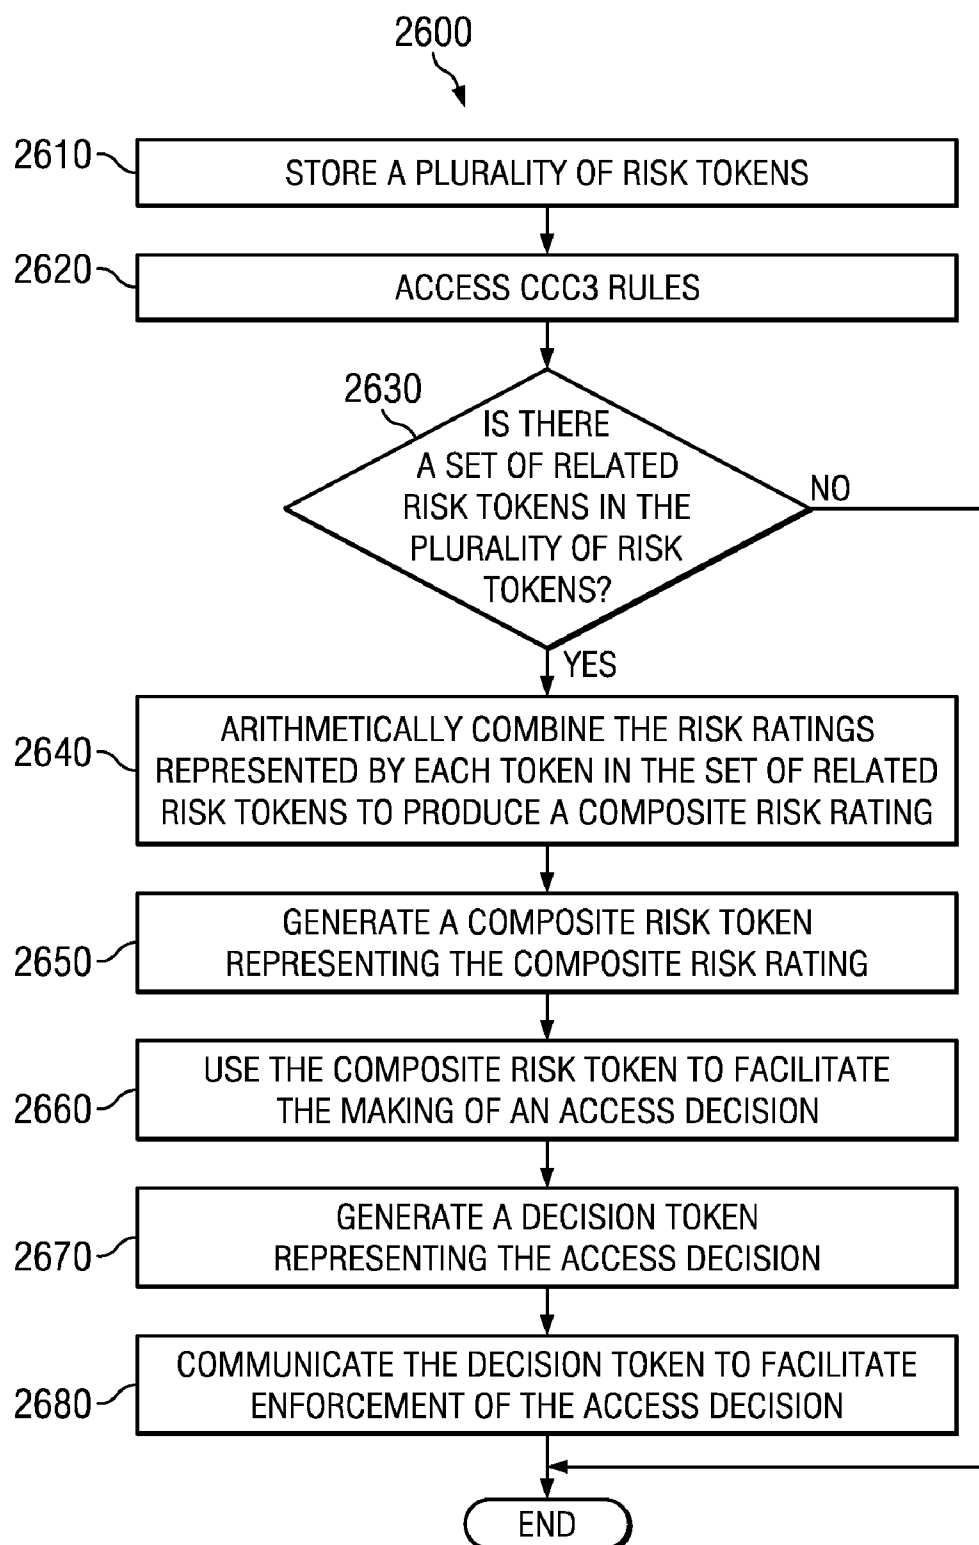 2600
2610
STORE A PLURALITY OF RISK TOKENS
2620
ACCESS CCC3 RULES
2630
IS THERE
A SET OF RELATED
RISK TOKENS IN THE
PLURALITY OF RISK
TOKENS?
NO
YES
2640
ARITHMETICALLY COMBINE THE RISK RATINGS
REPRESENTED BY EACH TOKEN IN THE SET OF RELATED
RISK TOKENS TO PRODUCE A COMPOSITE RISK RATING
2650
GENERATE A COMPOSITE RISK TOKEN
REPRESENTING THE COMPOSITE RISK RATING
2660
USE THE COMPOSITE RISK TOKEN TO FACILITATE
THE MAKING OF AN ACCESS DECISION
2670
GENERATE A DECISION TOKEN
REPRESENTING THE ACCESS DECISION
2680
COMMUNICATE THE DECISION TOKEN TO FACILITATE
ENFORCEMENT OF THE ACCESS DECISION
END